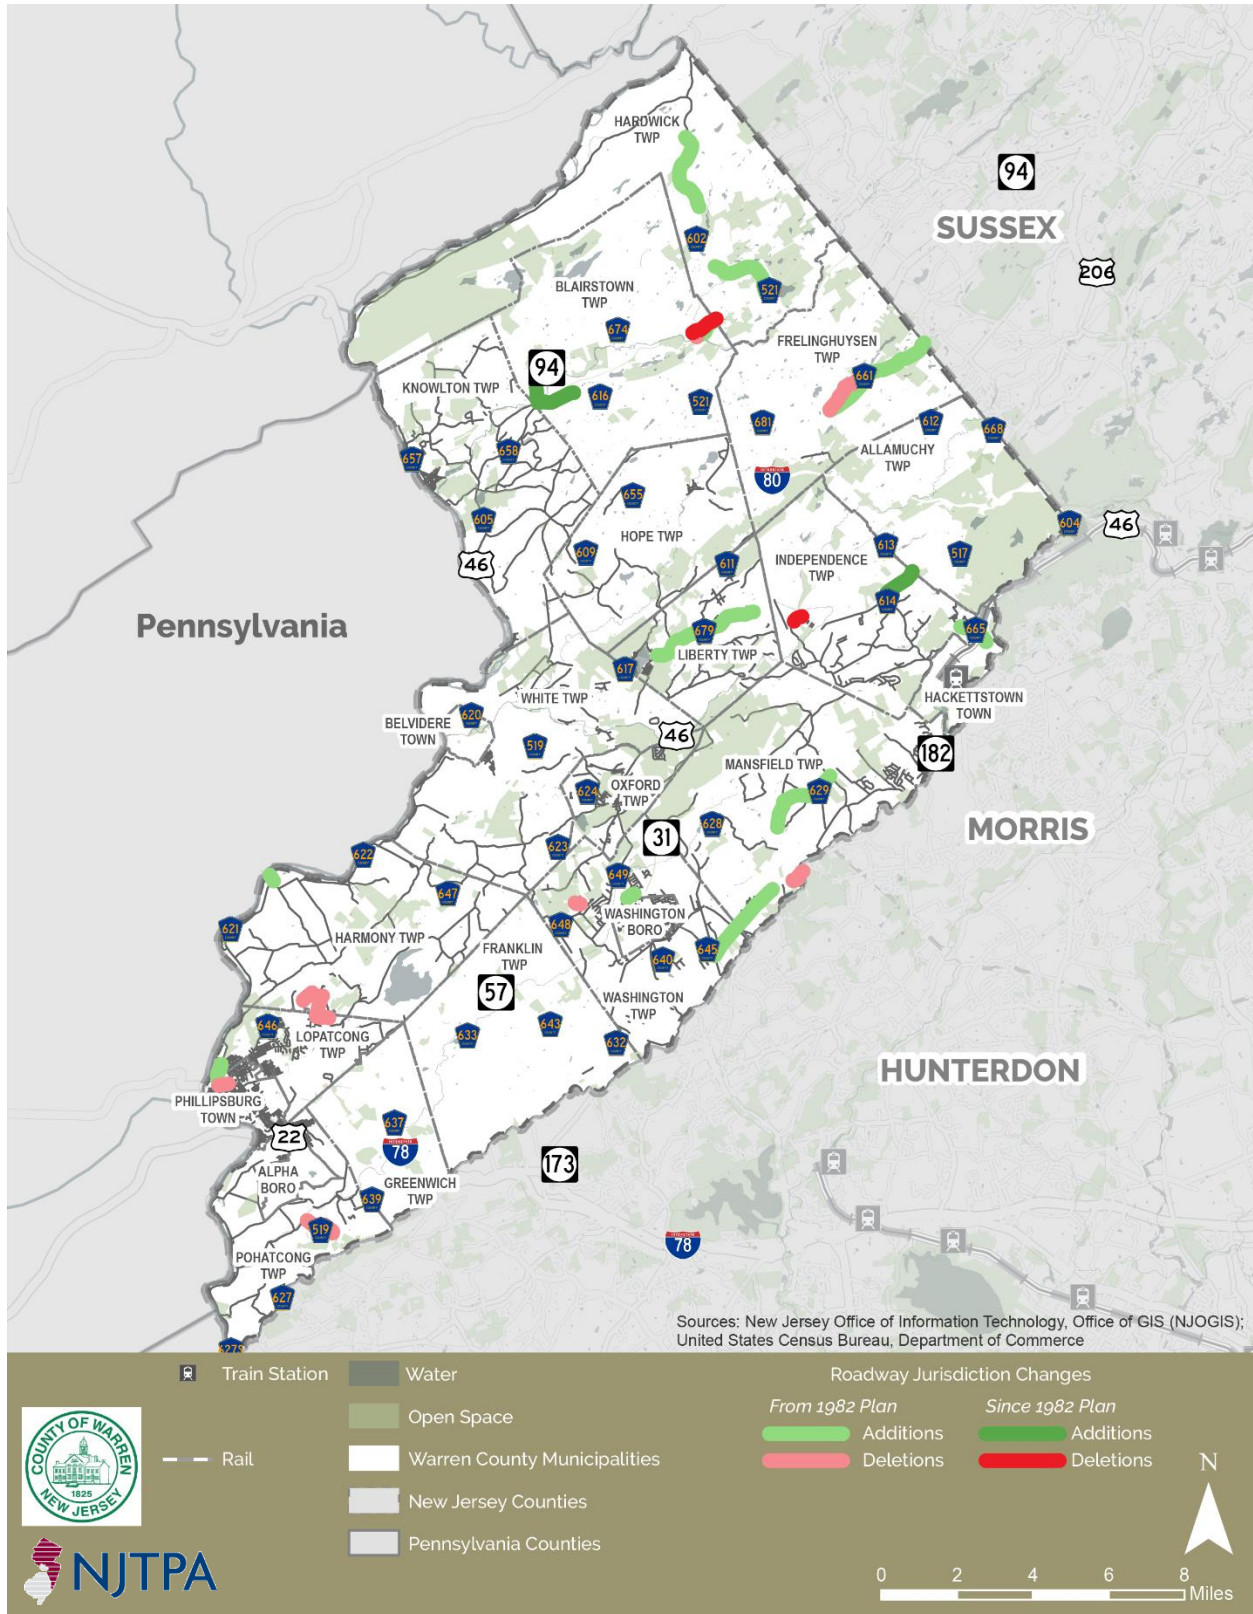 HARDWICK
TWP
94
SUSSEX
206
602
BLAIRSTOWN
TWP
521
674
FRELINGHUYSEN
TWP
94
KNOWLTON TWP
661
616
521
681
612
668
ALLAMUCHY
TWP
657
658
80
655
605
604
46
HOPE TWP
609
46
611
613
517
INDEPENDENCE
TWP
614
Pennsylvania
679
665
LIBERTY TWP
617
WHITE TWP
HACKETTSTOWN
TOWN
BELVIDERE
TOWN
620
519
46
182
MANSFIELD TWP
OXFORD
TWP
624
629
628
31
MORRIS
622
623
649
647
WASHINGTON
BORO
621
648
HARMONY TWP
FRANKLIN
TWP
645
640
57
WASHINGTON
TWP
646
LOPATCONG
TWP
633
643
632
HUNTERDON
PHILLIPSBURG
TOWN
637
22
78
173
ALPHA
BORO
GREENWICH
TWP
639
519
78
POHATCONG
TWP
627
627S
Sources: New Jersey Office of Information Technology, Office of GIS (NJOGIS);
United States Census Bureau, Department of Commerce
Train Station
Rail
Water
Open Space
Warren County Municipalities
New Jersey Counties
Pennsylvania Counties
Roadway Jurisdiction Changes
From 1982 Plan
Since 1982 Plan
Additions
Additions
Deletions
Deletions
N
0 2 4 6 8
Miles
COUNTY OF WARREN
1825
NEW JERSEY
NJTPA